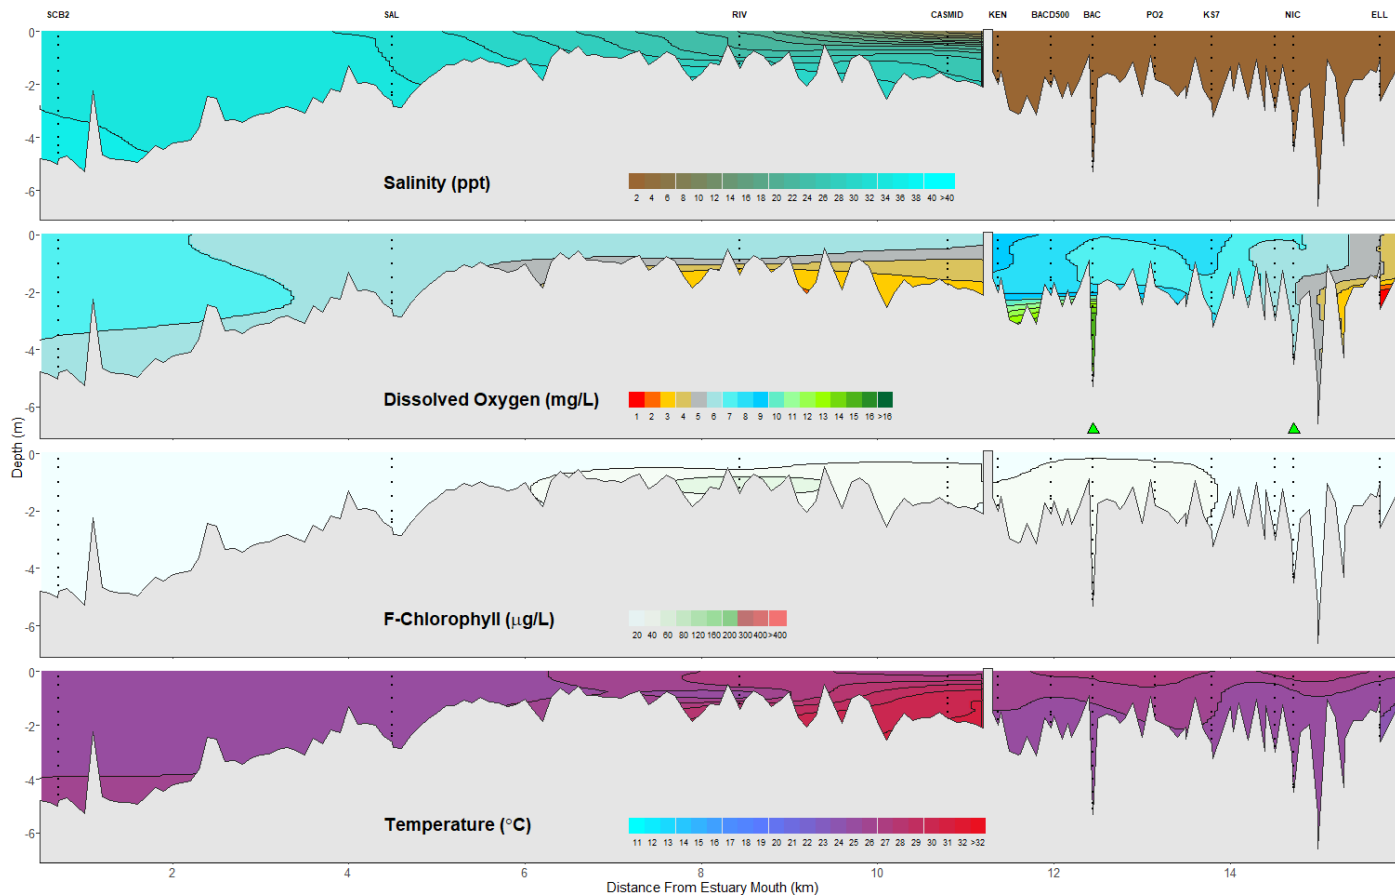 SCB2 SAL RIV CASMID KEN BACD500 BAC PO2 KS7 NIC ELL
0
-2
-4
-6
Salinity (ppt)
2 4 6 8 10 12 14 16 18 20 22 24 26 28 30 32 34 36 38 40 >40
0
-2
-4
-6
Dissolved Oxygen (mg/L)
1 2 3 4 5 6 7 8 9 10 11 12 13 14 15 16 >16
Depth (m)
0
-2
-4
-6
F-Chlorophyll (µg/L)
20 40 60 80 120 160 200 300 400 >400
0
-2
-4
-6
Temperature (°C)
11 12 13 14 15 16 17 18 19 20 21 22 23 24 25 26 27 28 29 30 31 32 >32
2 4 6 8 10 12 14
Distance From Estuary Mouth (km)